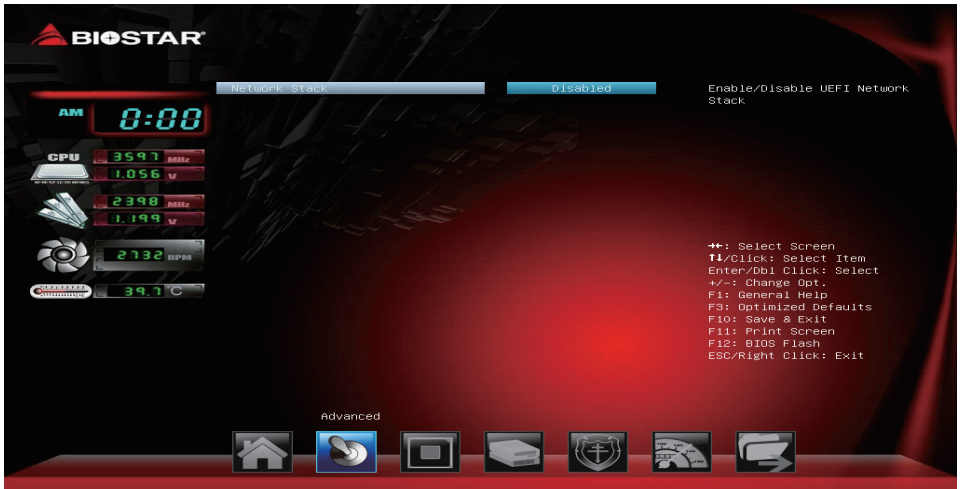 BIOSTAR
Network Stack
Disabled
Enable/Disable UEFI Network
Stack
AM
0:00
CPU
3597 MHz
1.056 V
2398 MHz
1.199 V
2732 RPM
39.7 C
→←: Select Screen
↑↓/Click: Select Item
Enter/Dbl Click: Select
+/-: Change Opt.
F1: General Help
F3: Optimized Defaults
F10: Save & Exit
F11: Print Screen
F12: BIOS Flash
ESC/Right Click: Exit
Advanced